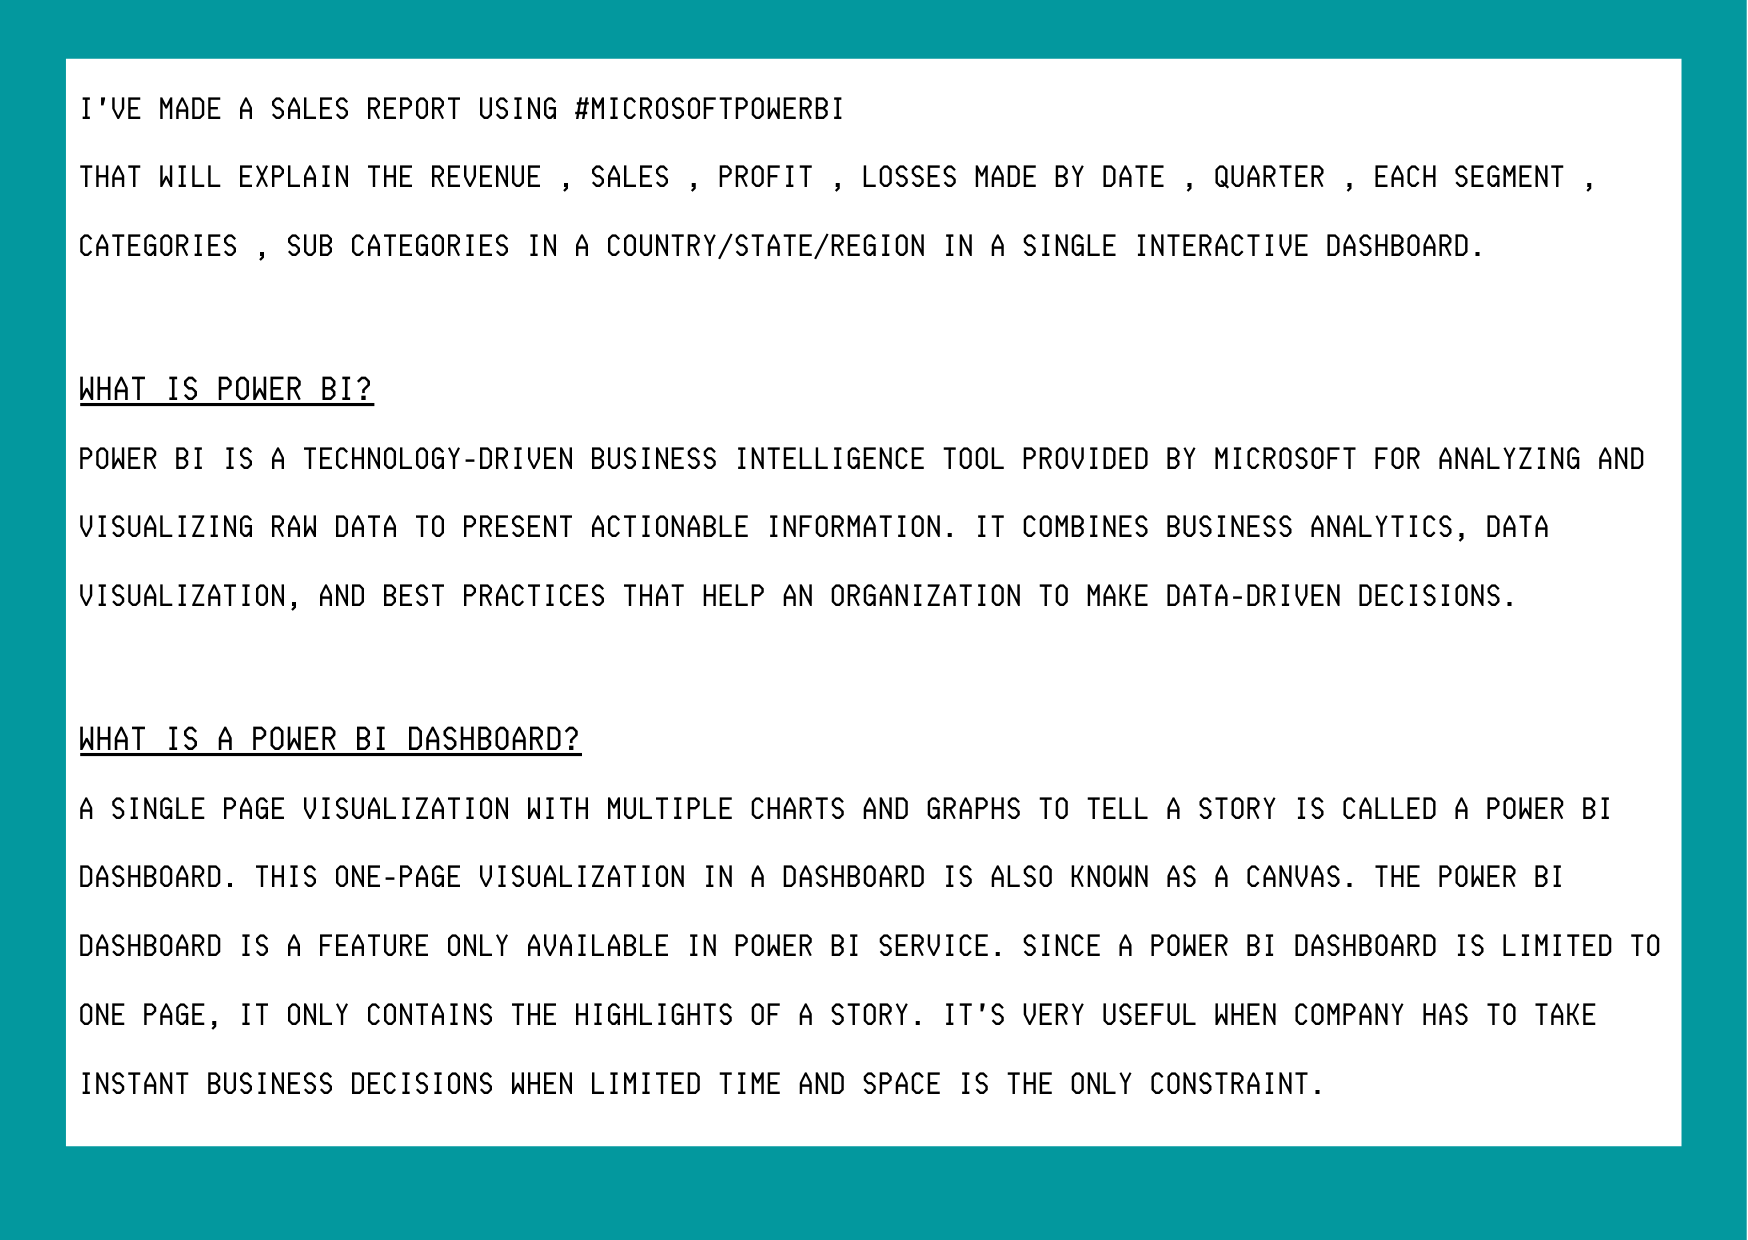 I'VE MADE A SALES REPORT USING #MICROSOFTPOWERBI
THAT WILL EXPLAIN THE REVENUE , SALES , PROFIT , LOSSES MADE BY DATE , QUARTER , EACH SEGMENT ,
CATEGORIES , SUB CATEGORIES IN A COUNTRY/STATE/REGION IN A SINGLE INTERACTIVE DASHBOARD.
WHAT IS POWER BI?
POWER BI IS A TECHNOLOGY-DRIVEN BUSINESS INTELLIGENCE TOOL PROVIDED BY MICROSOFT FOR ANALYZING AND
VISUALIZING RAW DATA TO PRESENT ACTIONABLE INFORMATION. IT COMBINES BUSINESS ANALYTICS, DATA
VISUALIZATION, AND BEST PRACTICES THAT HELP AN ORGANIZATION TO MAKE DATA-DRIVEN DECISIONS.
WHAT IS A POWER BI DASHBOARD?
A SINGLE PAGE VISUALIZATION WITH MULTIPLE CHARTS AND GRAPHS TO TELL A STORY IS CALLED A POWER BI
DASHBOARD. THIS ONE-PAGE VISUALIZATION IN A DASHBOARD IS ALSO KNOWN AS A CANVAS. THE POWER BI
DASHBOARD IS A FEATURE ONLY AVAILABLE IN POWER BI SERVICE. SINCE A POWER BI DASHBOARD IS LIMITED TO
ONE PAGE, IT ONLY CONTAINS THE HIGHLIGHTS OF A STORY. IT'S VERY USEFUL WHEN COMPANY HAS TO TAKE
INSTANT BUSINESS DECISIONS WHEN LIMITED TIME AND SPACE IS THE ONLY CONSTRAINT.